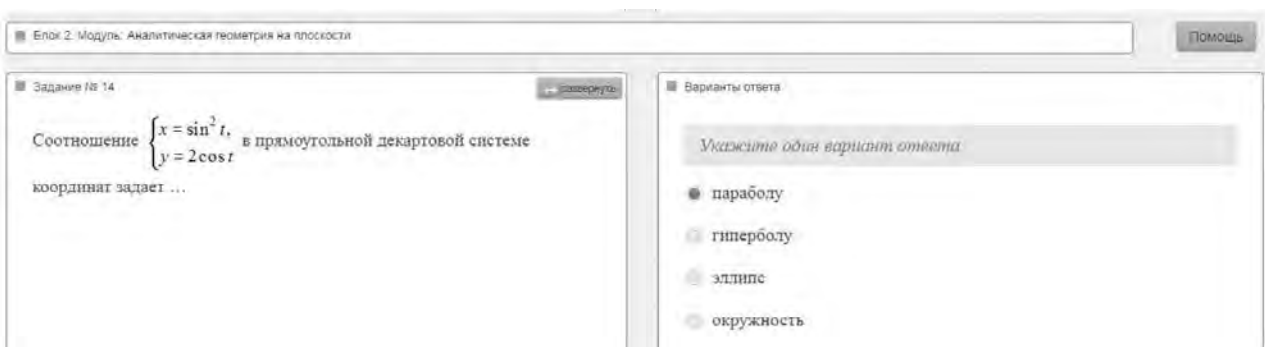 Блок 2. Модуль: Аналитическая геометрия на плоскости
Помощь
Задание № 14
развернуть
Соотношение { x = sin² t, y = 2cos t в прямоугольной декартовой системе
координат задает …
Варианты ответа
Укажите один вариант ответа
параболу
гиперболу
эллипс
окружность